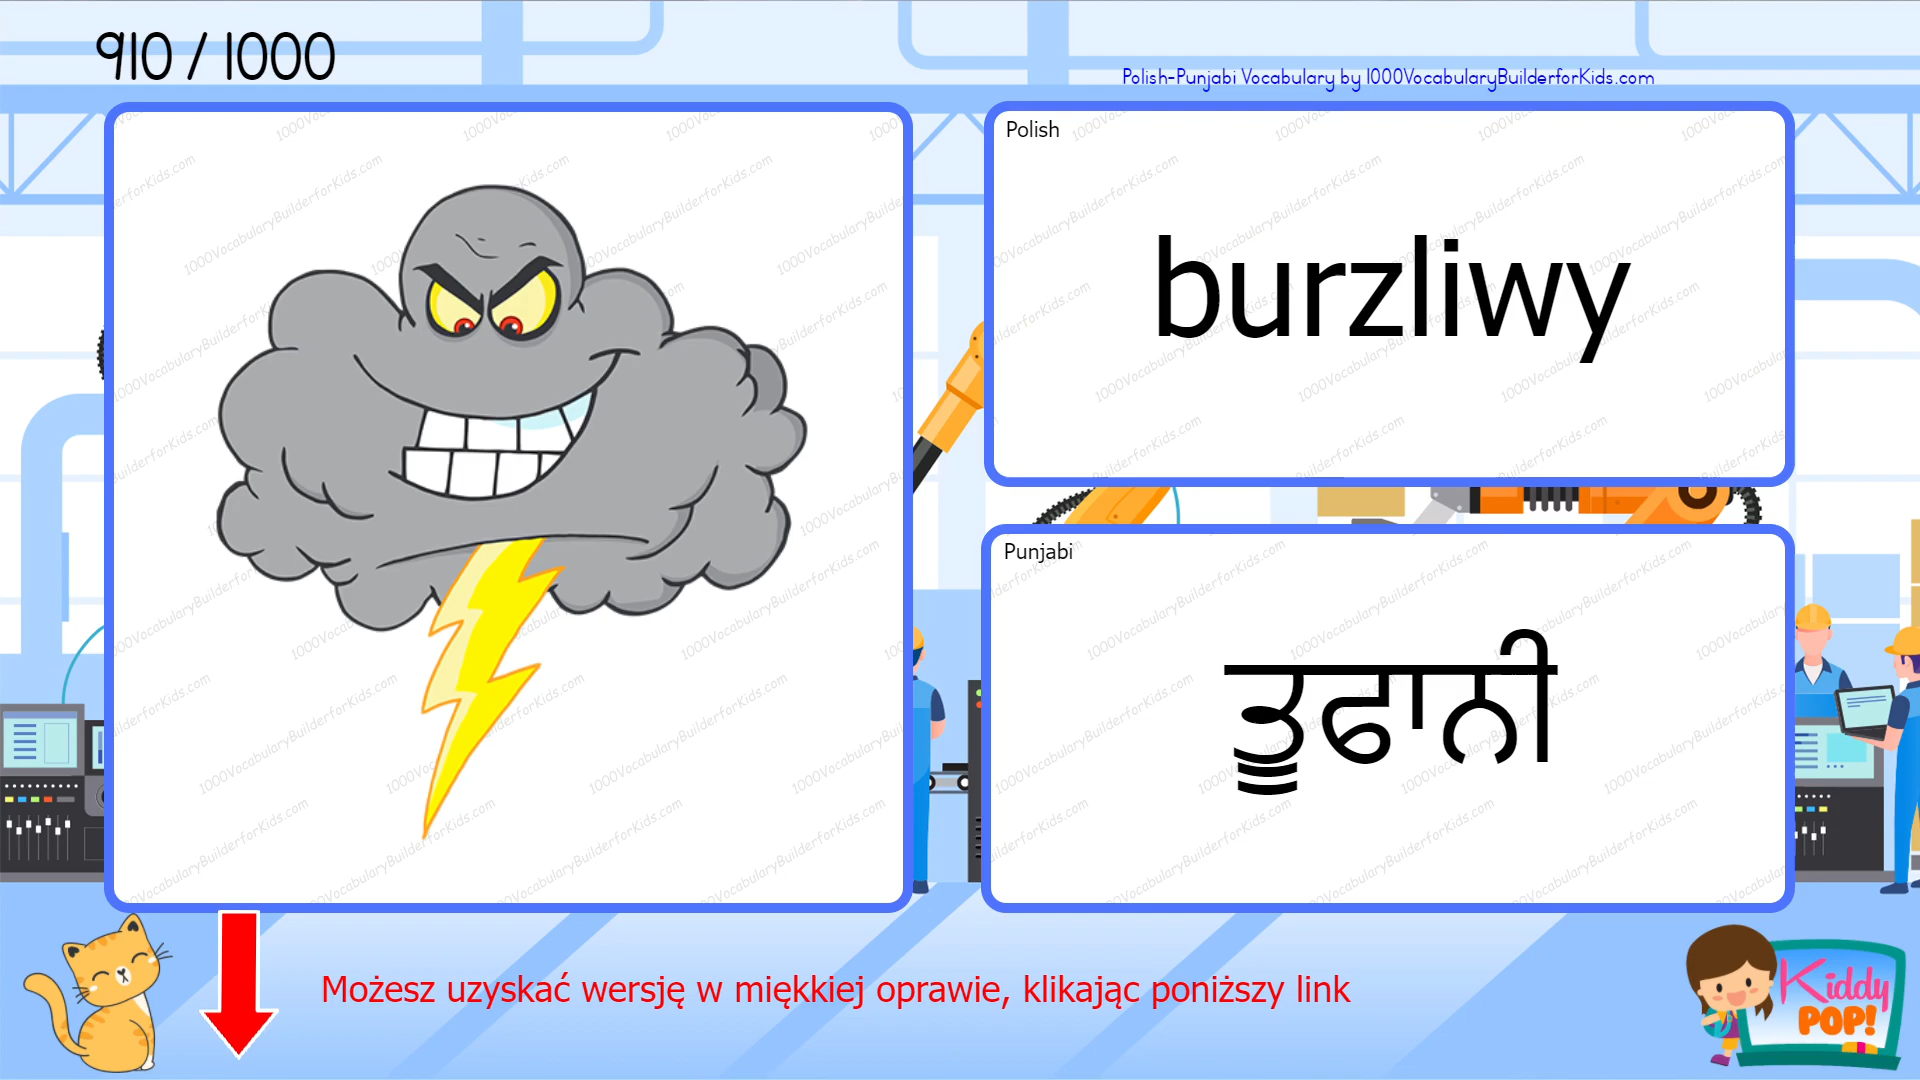 910 / 1000
Polish-Punjabi Vocabulary by 1000VocabularyBuilderforKids.com
Polish
burzliwy
Punjabi
ਤੂਫਾਨੀ
Możesz uzyskać wersję w miękkiej oprawie, klikając poniższy link
Kiddy
POP!